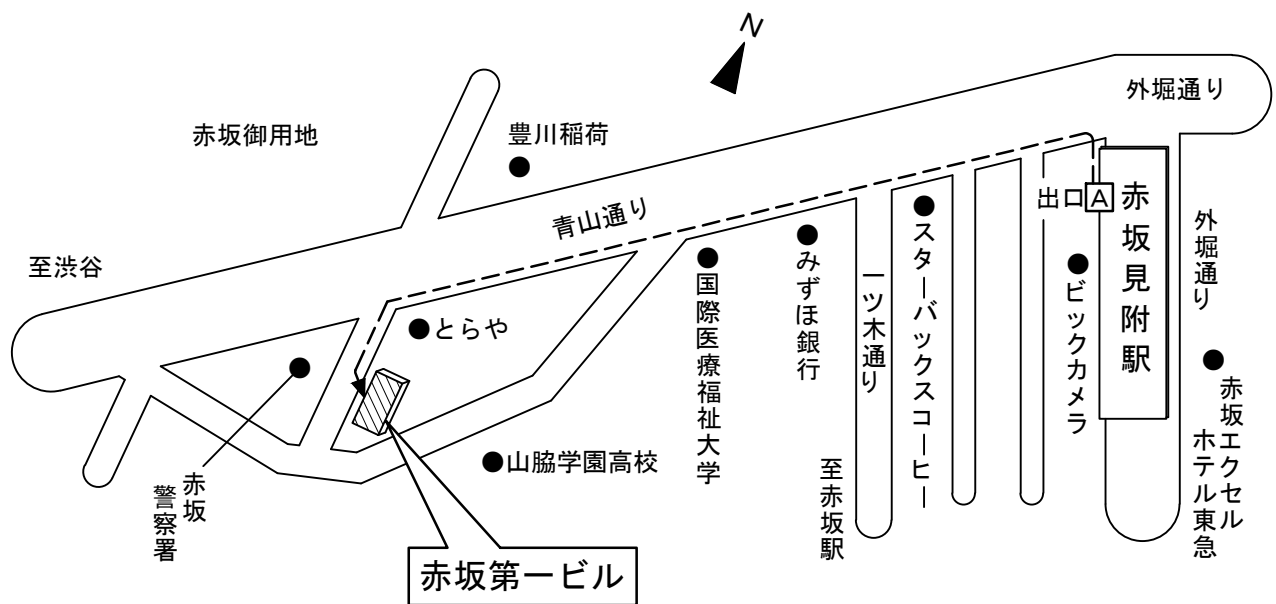 N
外堀通り
赤坂御用地
豊川稲荷
青山通り
出口A
赤坂見附駅
外堀通り
至渋谷
とらや
国際医療福祉大学
みずほ銀行
一ツ木通り
スターバックスコーヒー
ビックカメラ
赤坂エクセル
ホテル東急
山脇学園高校
至赤坂駅
赤坂
警察署
赤坂第一ビル